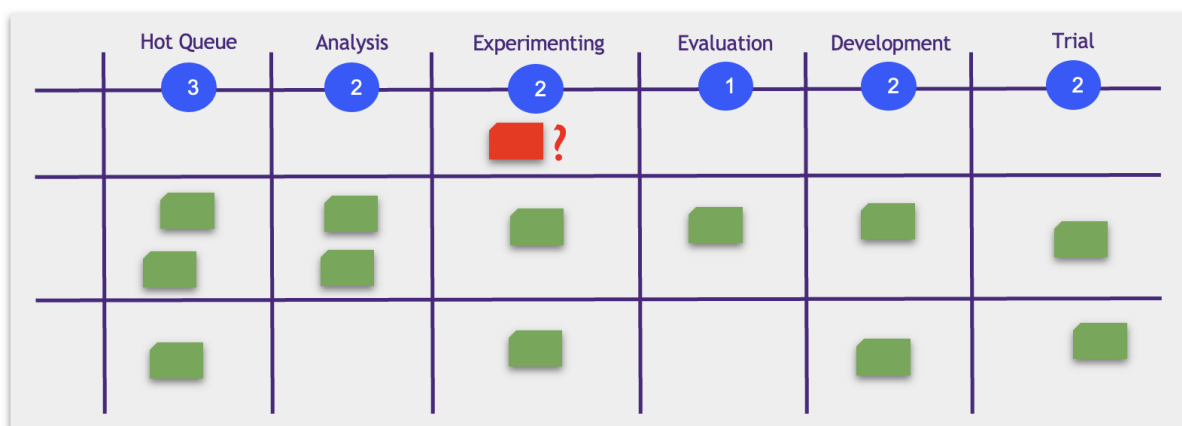 Hot Queue Analysis Experimenting Evaluation Development Trial
3 2 2 1 2 2
?